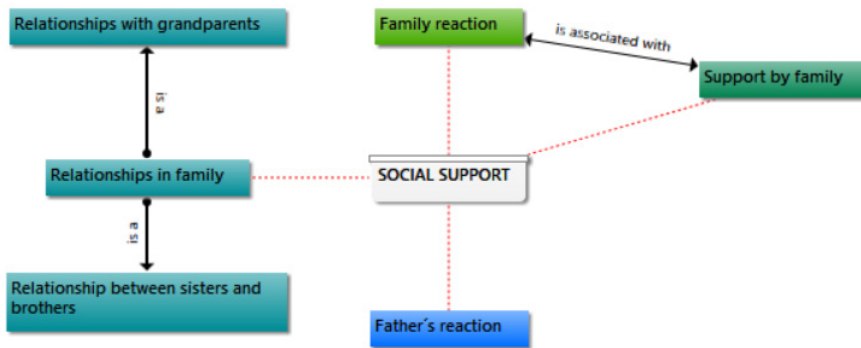 Relationships with grandparents
Family reaction
is associated with
Support by family
is a
Relationships in family
SOCIAL SUPPORT
is a
Relationship between sisters and
brothers
Father´s reaction